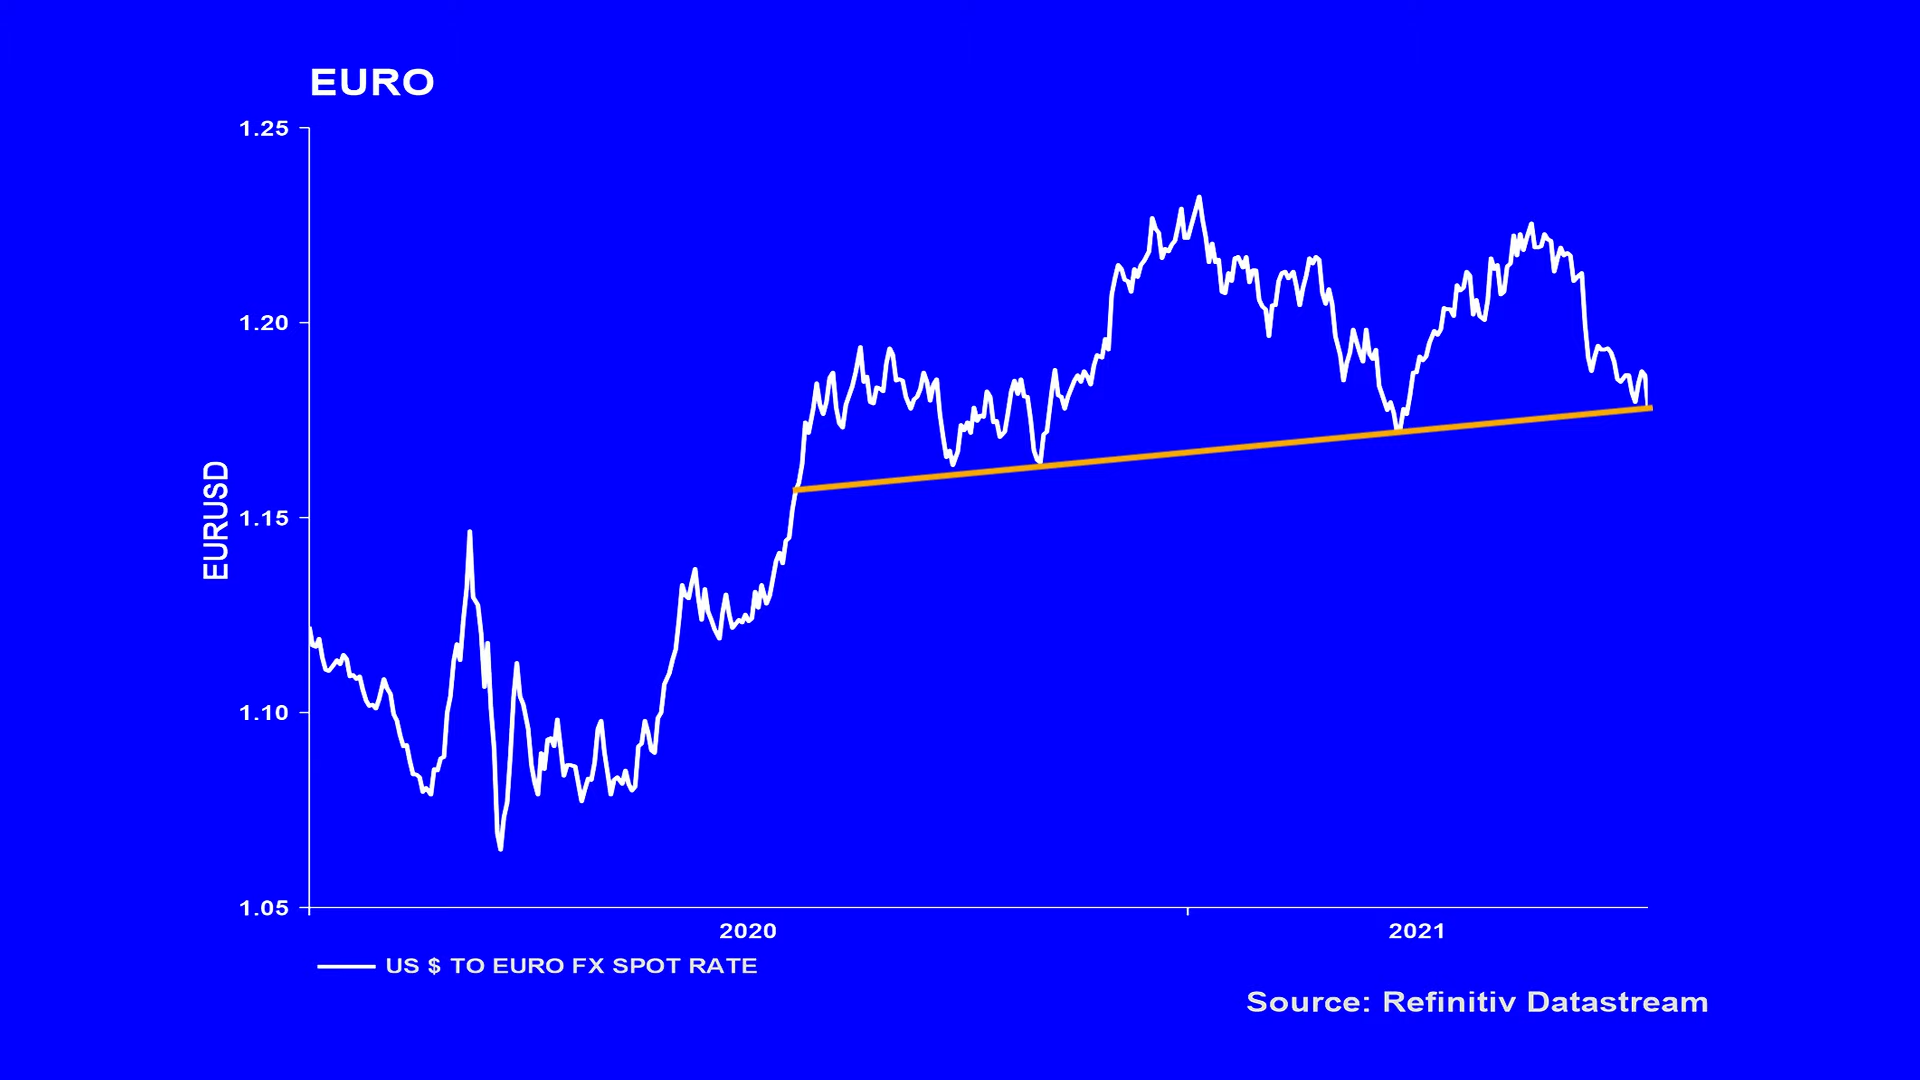 EURO
1.25
1.20
1.15
1.10
1.05
EURUSD
2020
2021
US $ TO EURO FX SPOT RATE
Source: Refinitiv Datastream